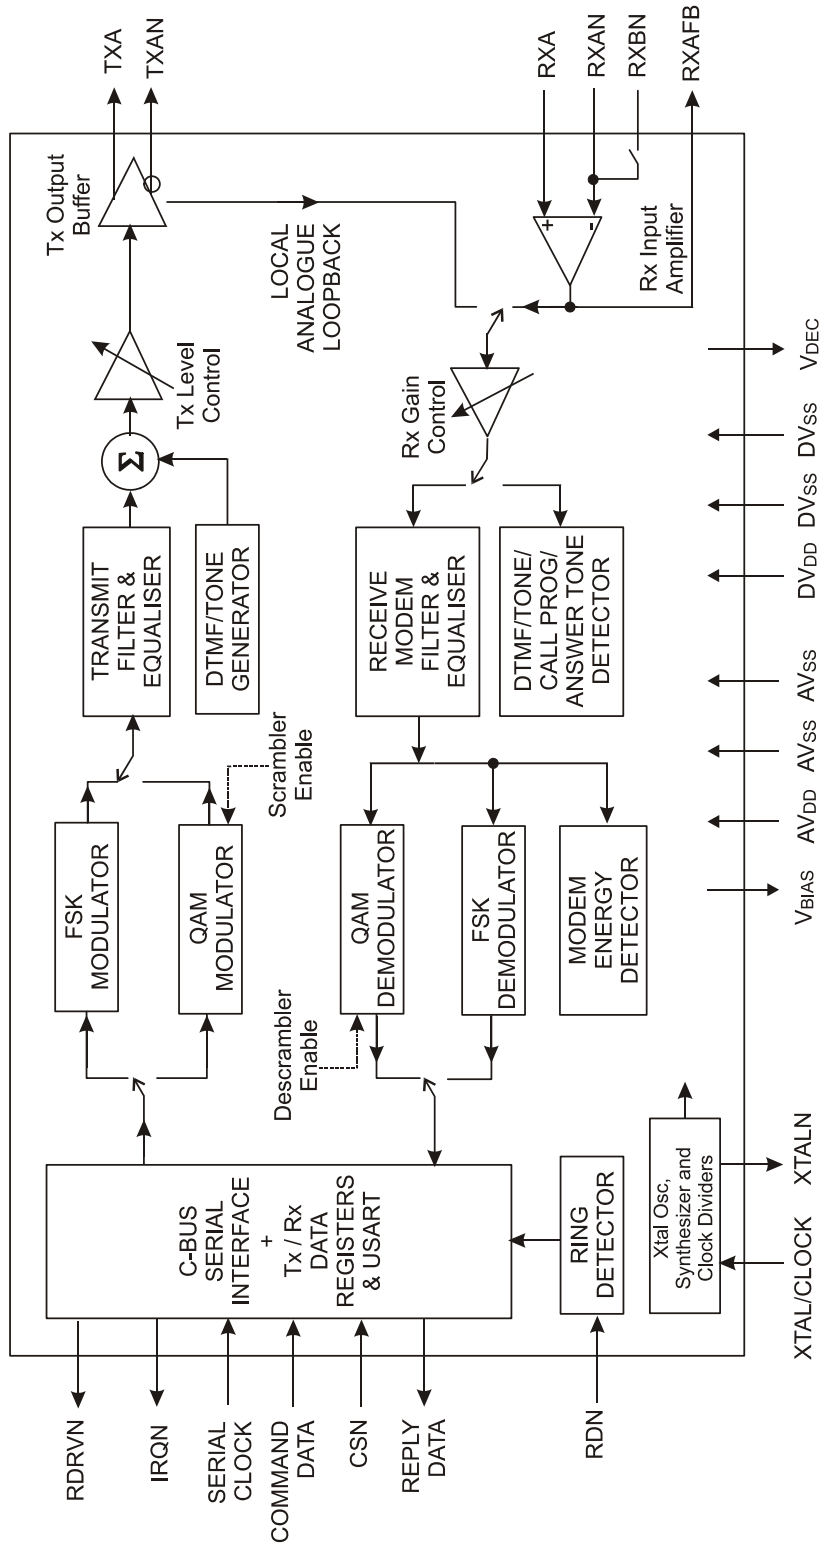 RDRVN
IRQN
SERIAL
CLOCK
COMMAND
DATA
CSN
REPLY
DATA
RDN
C-BUS
SERIAL
INTERFACE
+
Tx / Rx
DATA
REGISTERS
& USART
RING
DETECTOR
Xtal Osc,
Synthesizer and
Clock Dividers
XTAL/CLOCK
XTALN
FSK
MODULATOR
QAM
MODULATOR
Scrambler
Enable
Descrambler
Enable
QAM
DEMODULATOR
FSK
DEMODULATOR
MODEM
ENERGY
DETECTOR
TRANSMIT
FILTER &
EQUALISER
DTMF/TONE
GENERATOR
RECEIVE
MODEM
FILTER &
EQUALISER
DTMF/TONE/
CALL PROG/
ANSWER TONE
DETECTOR
Σ
Tx Level
Control
Rx Gain
Control
Tx Output
Buffer
LOCAL
ANALOGUE
LOOPBACK
+
-
Rx Input
Amplifier
TXA
TXAN
RXA
RXAN
RXBN
RXAFB
VBIAS
AVDD
AVSS
AVSS
DVDD
DVSS
DVSS
VDEC